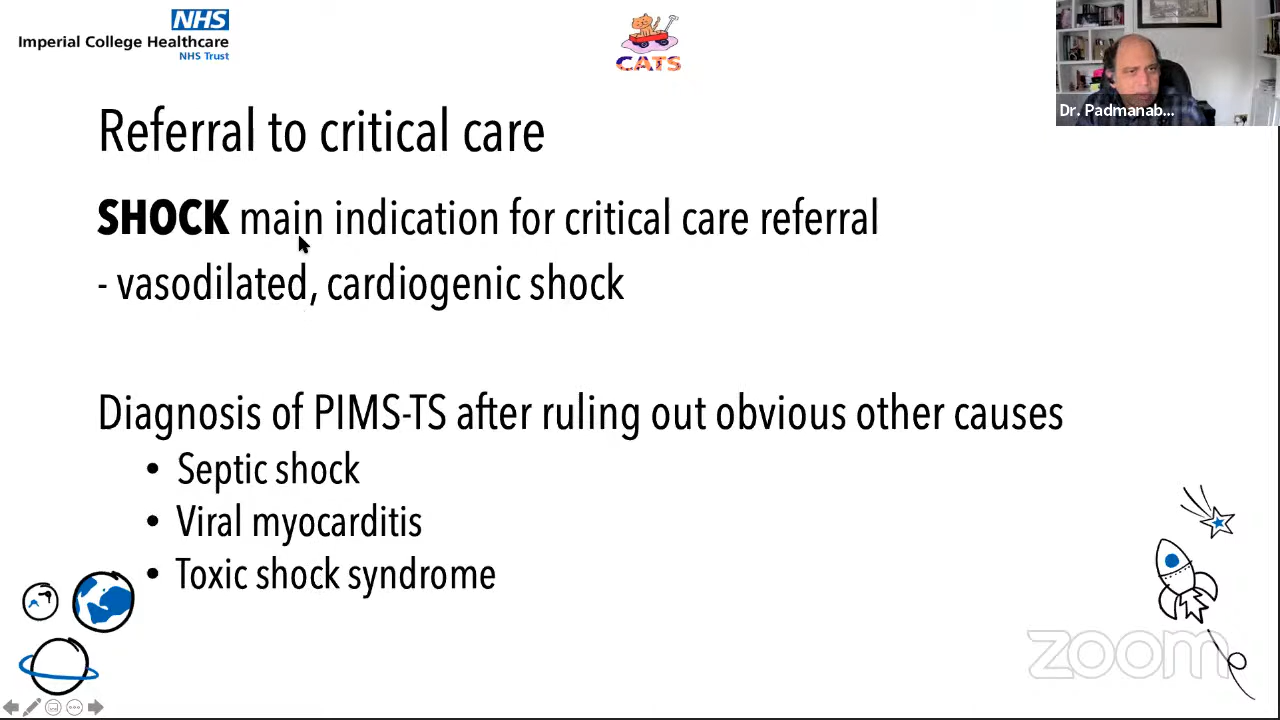 NHS
Imperial College Healthcare
NHS Trust
CATS
Dr. Padmanab...
Referral to critical care
SHOCK main indication for critical care referral
- vasodilated, cardiogenic shock
Diagnosis of PIMS-TS after ruling out obvious other causes
• Septic shock
• Viral myocarditis
• Toxic shock syndrome
zoom